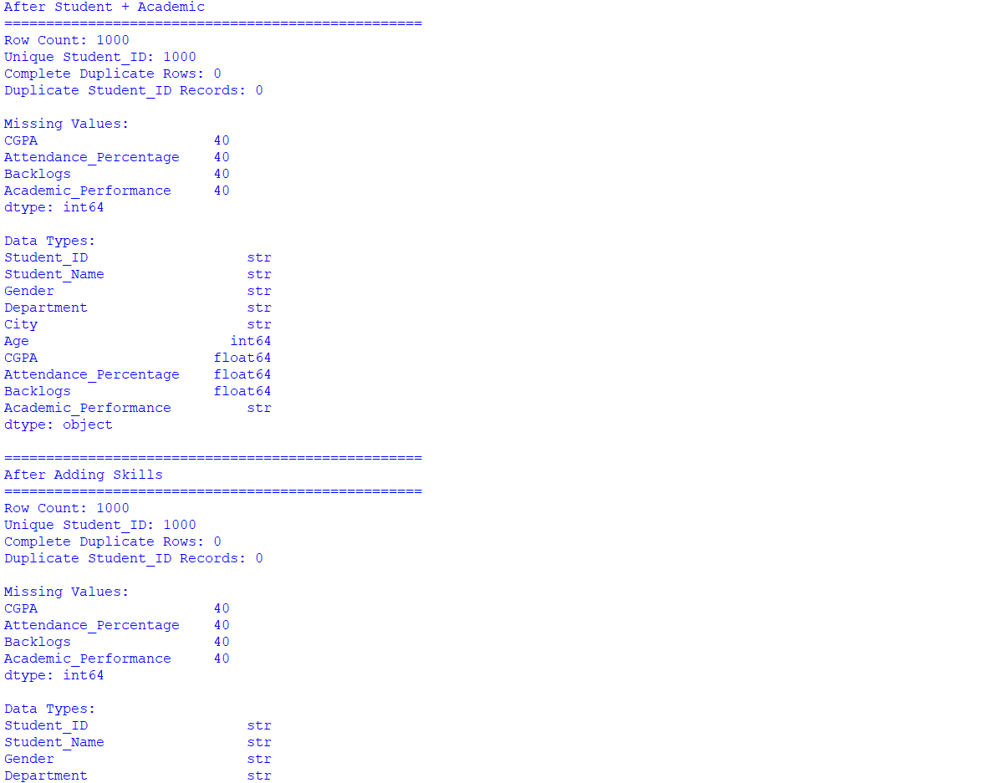 After Student + Academic
==================================================
Row Count: 1000
Unique Student_ID: 1000
Complete Duplicate Rows: 0
Duplicate Student_ID Records: 0

Missing Values:
CGPA                     40
Attendance_Percentage    40
Backlogs                 40
Academic_Performance     40
dtype: int64

Data Types:
Student_ID                   str
Student_Name                 str
Gender                       str
Department                   str
City                         str
Age                        int64
CGPA                     float64
Attendance_Percentage    float64
Backlogs                 float64
Academic_Performance         str
dtype: object

==================================================
After Adding Skills
==================================================
Row Count: 1000
Unique Student_ID: 1000
Complete Duplicate Rows: 0
Duplicate Student_ID Records: 0

Missing Values:
CGPA                     40
Attendance_Percentage    40
Backlogs                 40
Academic_Performance     40
dtype: int64

Data Types:
Student_ID                   str
Student_Name                 str
Gender                       str
Department                   str